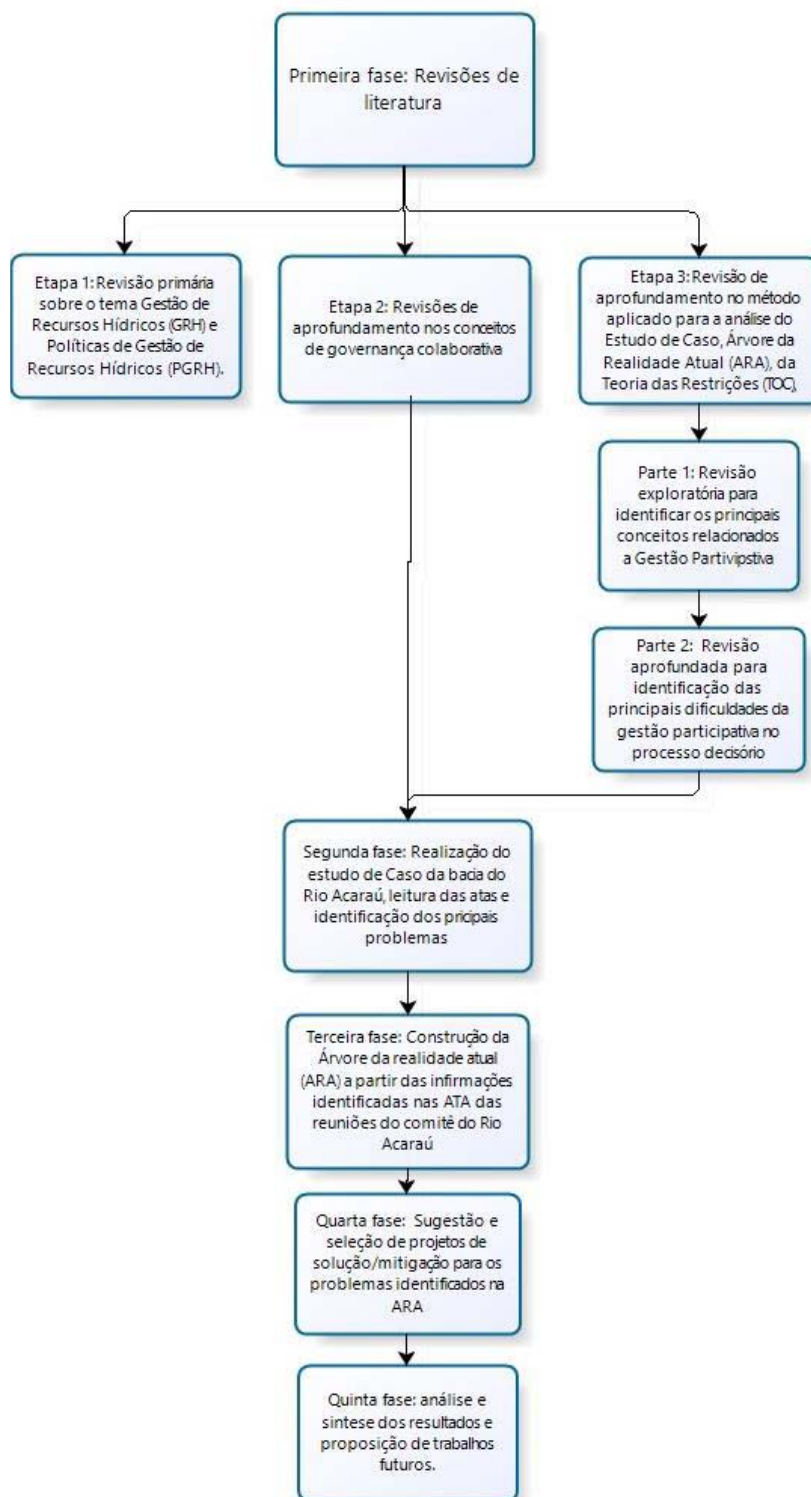 Primeira fase: Revisões de
literatura
Etapa 1: Revisão primária
sobre o tema Gestão de
Recursos Hídricos (GRH) e
Políticas de Gestão de
Recursos Hídricos (PGRH).
Etapa 2: Revisões de
aprofundamento nos conceitos
de governança colaborativa
Etapa 3: Revisão de
aprofundamento no método
aplicado para a análise do
Estudo de Caso, Árvore da
Realidade Atual (ARA), da
Teoria das Restrições (TOC),
Parte 1: Revisão
exploratória para
identificar os principais
conceitos relacionados
a Gestão Partivipstiva
Parte 2:  Revisão
aprofundada para
identificação das
principais dificuldades da
gestão participativa no
processo decisório
Segunda fase: Realização do
estudo de Caso da bacia do
Rio Acaraú, leitura das atas e
identificação dos pricipais
problemas
Terceira fase: Construção da
Árvore da realidade atual
(ARA) a partir das infirmações
identificadas nas ATA das
reuniões do comitê do Rio
Acaraú
Quarta fase:  Sugestão e
seleção de projetos de
solução/mitigação para os
problemas identificados na
ARA
Quinta fase: análise e
sintese dos resultados e
proposição de trabalhos
futuros.